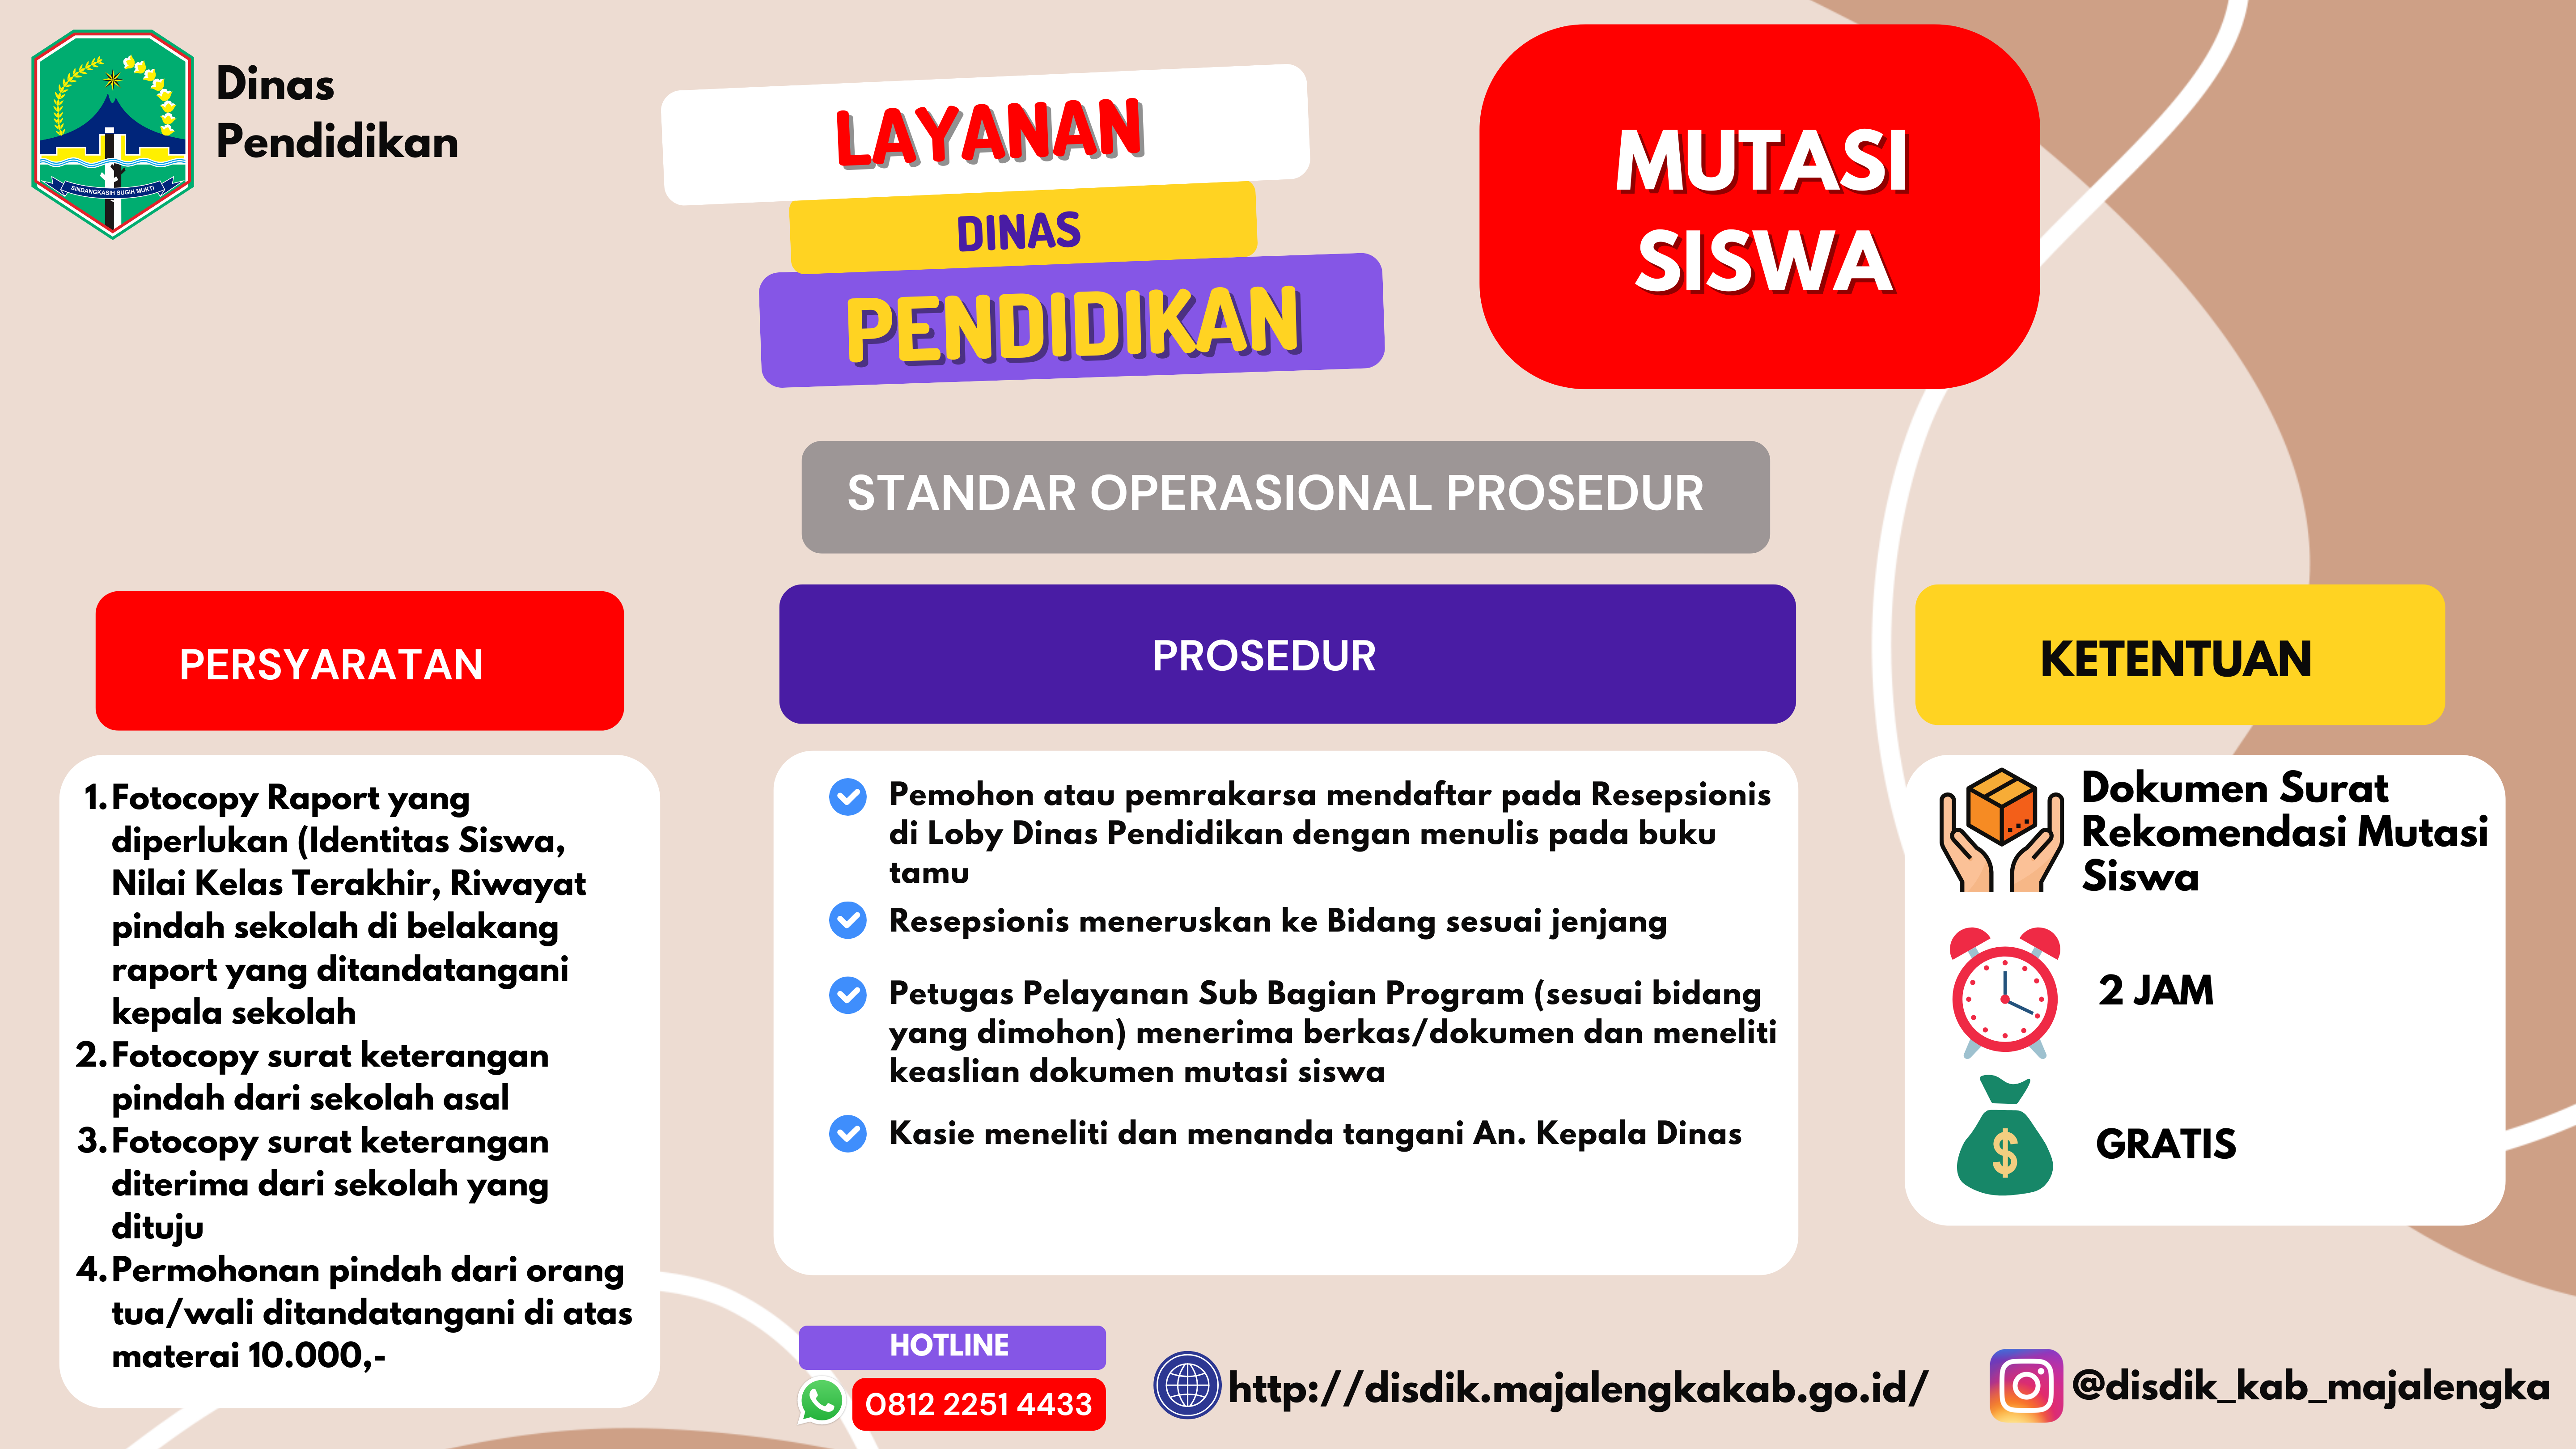 SINDANGKASIH SUGIH MUKTI
Dinas
Pendidikan
LAYANAN
DINAS
PENDIDIKAN
MUTASI
SISWA
STANDAR OPERASIONAL PROSEDUR
PERSYARATAN
1. Fotocopy Raport yang
diperlukan (Identitas Siswa,
Nilai Kelas Terakhir, Riwayat
pindah sekolah di belakang
raport yang ditandatangani
kepala sekolah
2. Fotocopy surat keterangan
pindah dari sekolah asal
3. Fotocopy surat keterangan
diterima dari sekolah yang
dituju
4. Permohonan pindah dari orang
tua/wali ditandatangani di atas
materai 10.000,-
PROSEDUR
Pemohon atau pemrakarsa mendaftar pada Resepsionis
di Loby Dinas Pendidikan dengan menulis pada buku
tamu
Resepsionis meneruskan ke Bidang sesuai jenjang
Petugas Pelayanan Sub Bagian Program (sesuai bidang
yang dimohon) menerima berkas/dokumen dan meneliti
keaslian dokumen mutasi siswa
Kasie meneliti dan menanda tangani An. Kepala Dinas
KETENTUAN
Dokumen Surat
Rekomendasi Mutasi
Siswa
2 JAM
$
GRATIS
HOTLINE
0812 2251 4433
http://disdik.majalengkakab.go.id/
@disdik_kab_majalengka